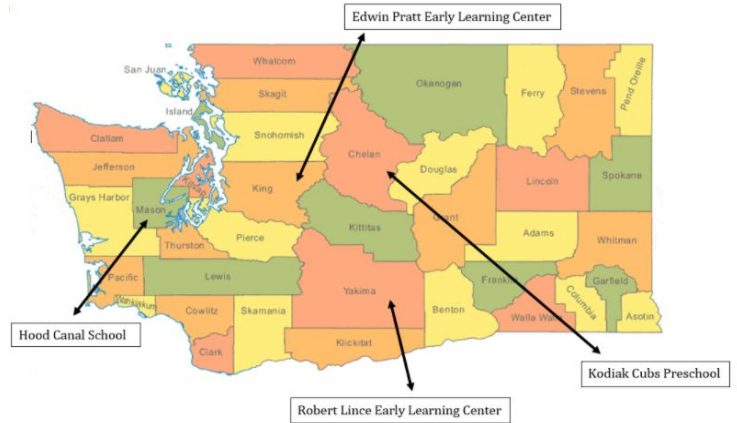 Edwin Pratt Early Learning Center
Whatcom
San Juan
Okanogan
Pend Oreille
Skagit
Ferry
Stevens
Island
Clallam
Snohomish
Chelan
Jefferson
Douglas
Lincoln
Spokane
King
Grays Harbor
Mason
Grant
Kittitas
Adams
Whitman
Thurston
Pierce
Pacific
Lewis
Franklin
Garfield
Yakima
Columbia
Wahkiakum
Cowlitz
Skamania
Benton
Walla Walla
Asotin
Hood Canal School
Clark
Klickitat
Kodiak Cubs Preschool
Robert Lince Early Learning Center